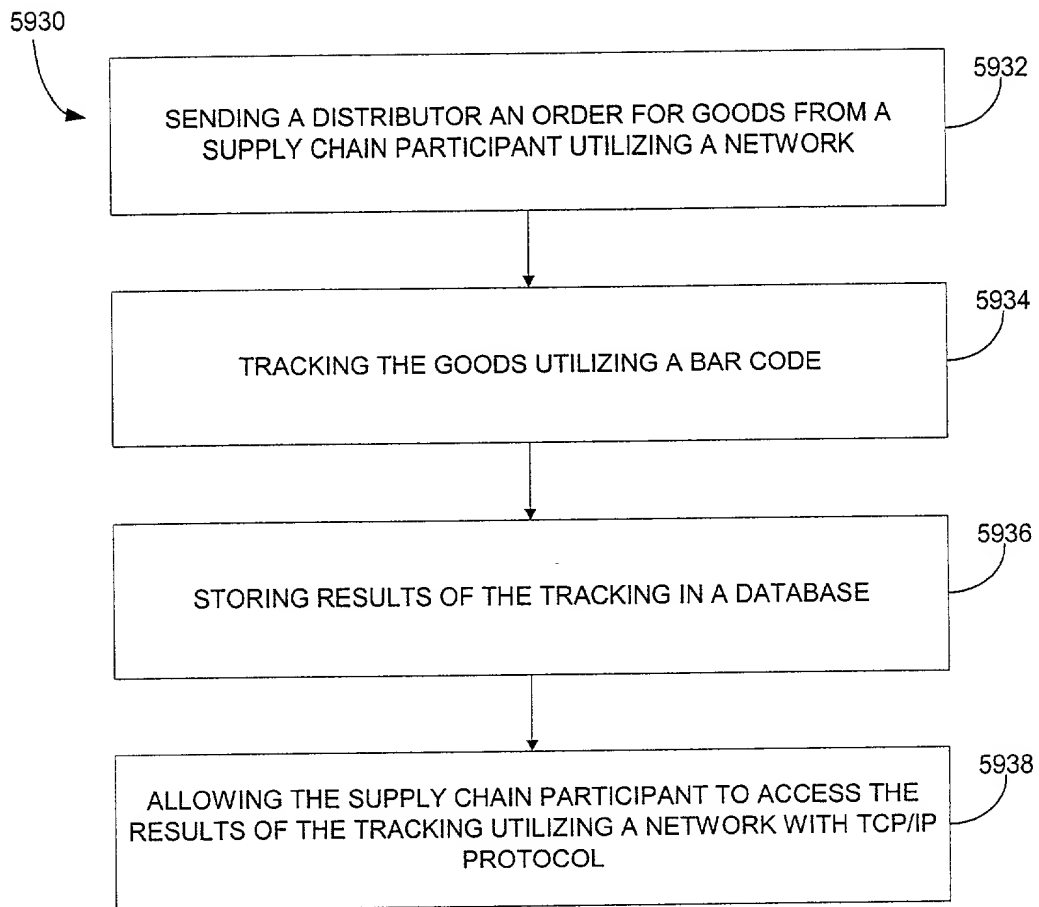 5930
5932
SENDING A DISTRIBUTOR AN ORDER FOR GOODS FROM A
SUPPLY CHAIN PARTICIPANT UTILIZING A NETWORK
5934
TRACKING THE GOODS UTILIZING A BAR CODE
5936
STORING RESULTS OF THE TRACKING IN A DATABASE
5938
ALLOWING THE SUPPLY CHAIN PARTICIPANT TO ACCESS THE
RESULTS OF THE TRACKING UTILIZING A NETWORK WITH TCP/IP
PROTOCOL